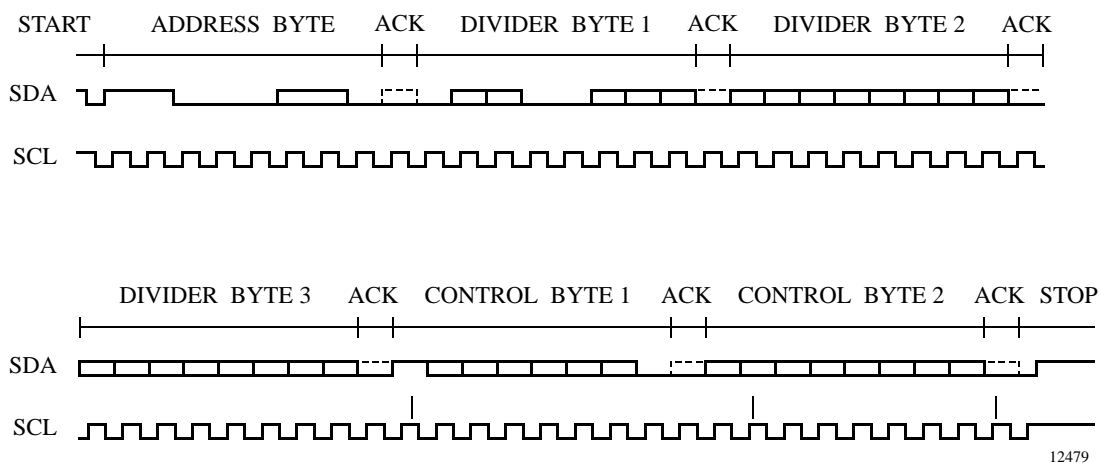 START ADDRESS BYTE ACK DIVIDER BYTE 1 ACK DIVIDER BYTE 2 ACK
SDA
SCL
DIVIDER BYTE 3 ACK CONTROL BYTE 1 ACK CONTROL BYTE 2 ACK STOP
SDA
SCL
12479